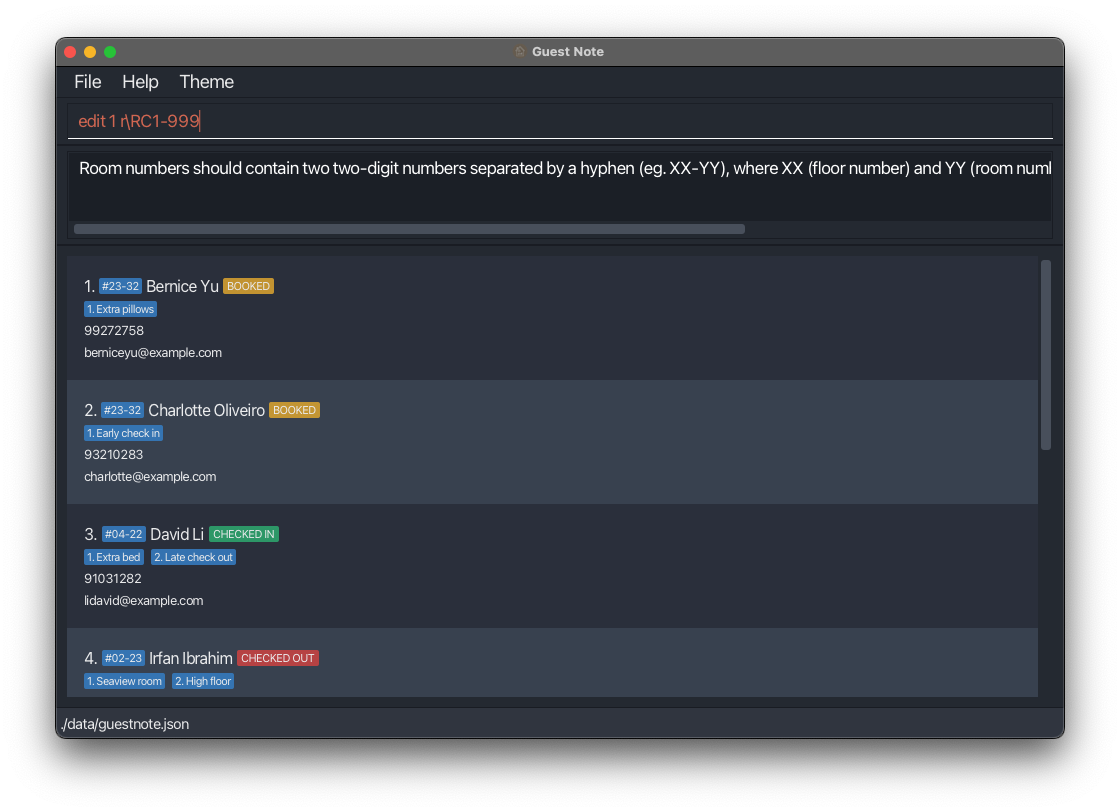 Guest Note
File Help Theme
edit 1 r\RC1-999
Room numbers should contain two two-digit numbers separated by a hyphen (eg. XX-YY), where XX (floor number) and YY (room
1. #23-32 Bernice Yu BOOKED
1. Extra pillows
99272758
berniceyu@example.com
2. #23-32 Charlotte Oliveiro BOOKED
1. Early check in
93210283
charlotte@example.com
3. #04-22 David Li CHECKED IN
1. Extra bed 2. Late check out
91031282
lidavid@example.com
4. #02-23 Irfan Ibrahim CHECKED OUT
1. Seaview room 2. High floor
./data/guestnote.json